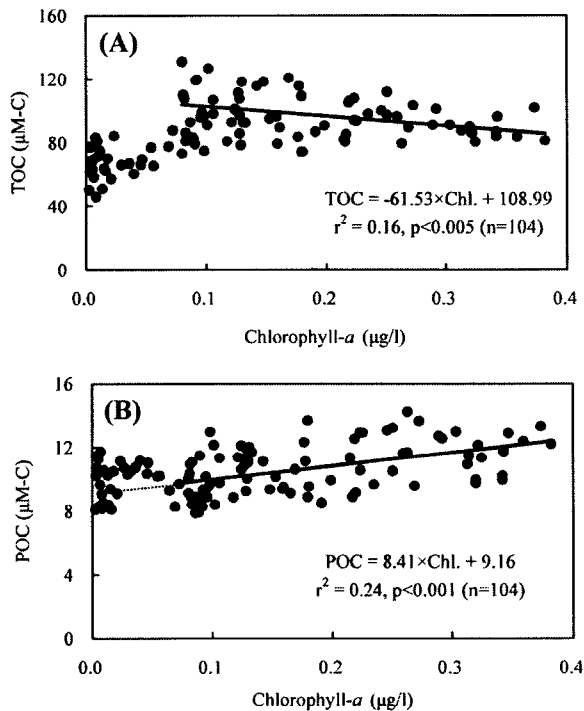 (A)
160
120
80
40
0
TOC (μM-C)
TOC = -61.53×Chl. + 108.99
r² = 0.16, p<0.005 (n=104)
0.0 0.1 0.2 0.3 0.4
Chlorophyll-a (μg/l)
(B)
16
12
8
4
0
POC (μM-C)
POC = 8.41×Chl. + 9.16
r² = 0.24, p<0.001 (n=104)
0.0 0.1 0.2 0.3 0.4
Chlorophyll-a (μg/l)